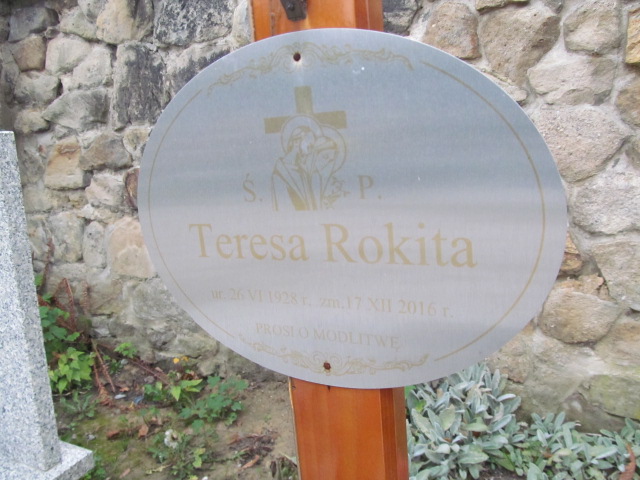 Ś. P.
Teresa Rokita
ur. 26 VI 1928 r. zm. 17 XII 2016 r.
PROSI O MODLITWĘ